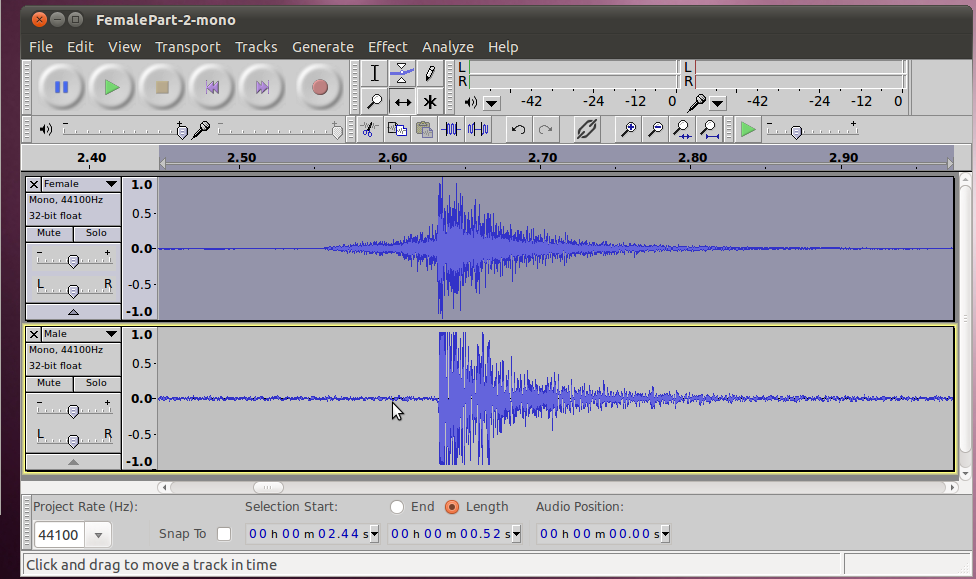 FemalePart-2-mono
File Edit View Transport Tracks Generate Effect Analyze Help
L
R
-42 -24 -12 0
L
R
-42 -24 -12 0
2.40 2.50 2.60 2.70 2.80 2.90
Female
Mono, 44100Hz
32-bit float
Mute Solo
- +
L R
1.0
0.5-
0.0-
-0.5-
-1.0
Male
Mono, 44100Hz
32-bit float
Mute Solo
- +
L R
1.0
0.5-
0.0-
-0.5-
-1.0
Project Rate (Hz): Selection Start: End Length Audio Position:
44100 Snap To 00 h 00 m 02.44 s 00 h 00 m 00.52 s 00 h 00 m 00.00 s
Click and drag to move a track in time